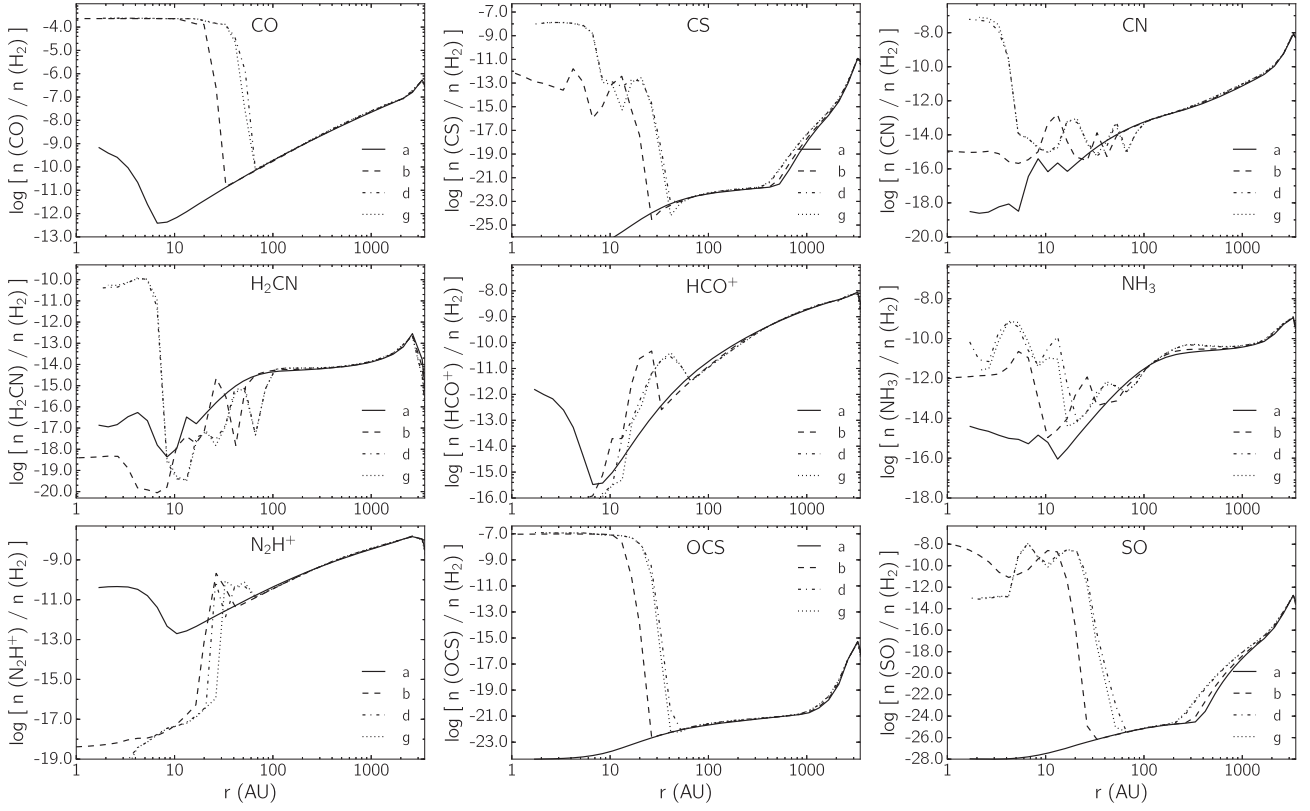 CO
log [ n (CO) / n (H₂) ]
-4.0
-5.0
-6.0
-7.0
-8.0
-9.0
-10.0
-11.0
-12.0
-13.0
a
b
d
g
1 10 100 1000
CS
log [ n (CS) / n (H₂) ]
-7.0
-9.0
-11.0
-13.0
-15.0
-17.0
-19.0
-21.0
-23.0
-25.0
a
b
d
g
1 10 100 1000
CN
log [ n (CN) / n (H₂) ]
-8.0
-10.0
-12.0
-14.0
-16.0
-18.0
-20.0
a
b
d
g
1 10 100 1000
H₂CN
log [ n (H₂CN) / n (H₂) ]
-10.0
-11.0
-12.0
-13.0
-14.0
-15.0
-16.0
-17.0
-18.0
-19.0
-20.0
a
b
d
g
1 10 100 1000
HCO⁺
log [ n (HCO⁺) / n (H₂) ]
-8.0
-9.0
-10.0
-11.0
-12.0
-13.0
-14.0
-15.0
-16.0
a
b
d
g
1 10 100 1000
NH₃
log [ n (NH₃) / n (H₂) ]
-8.0
-10.0
-12.0
-14.0
-16.0
-18.0
a
b
d
g
1 10 100 1000
N₂H⁺
log [ n (N₂H⁺) / n (H₂) ]
-9.0
-11.0
-13.0
-15.0
-17.0
-19.0
a
b
d
g
1 10 100 1000
r (AU)
OCS
log [ n (OCS) / n (H₂) ]
-7.0
-9.0
-11.0
-13.0
-15.0
-17.0
-19.0
-21.0
-23.0
a
b
d
g
1 10 100 1000
r (AU)
SO
log [ n (SO) / n (H₂) ]
-8.0
-10.0
-12.0
-14.0
-16.0
-18.0
-20.0
-22.0
-24.0
-26.0
-28.0
a
b
d
g
1 10 100 1000
r (AU)